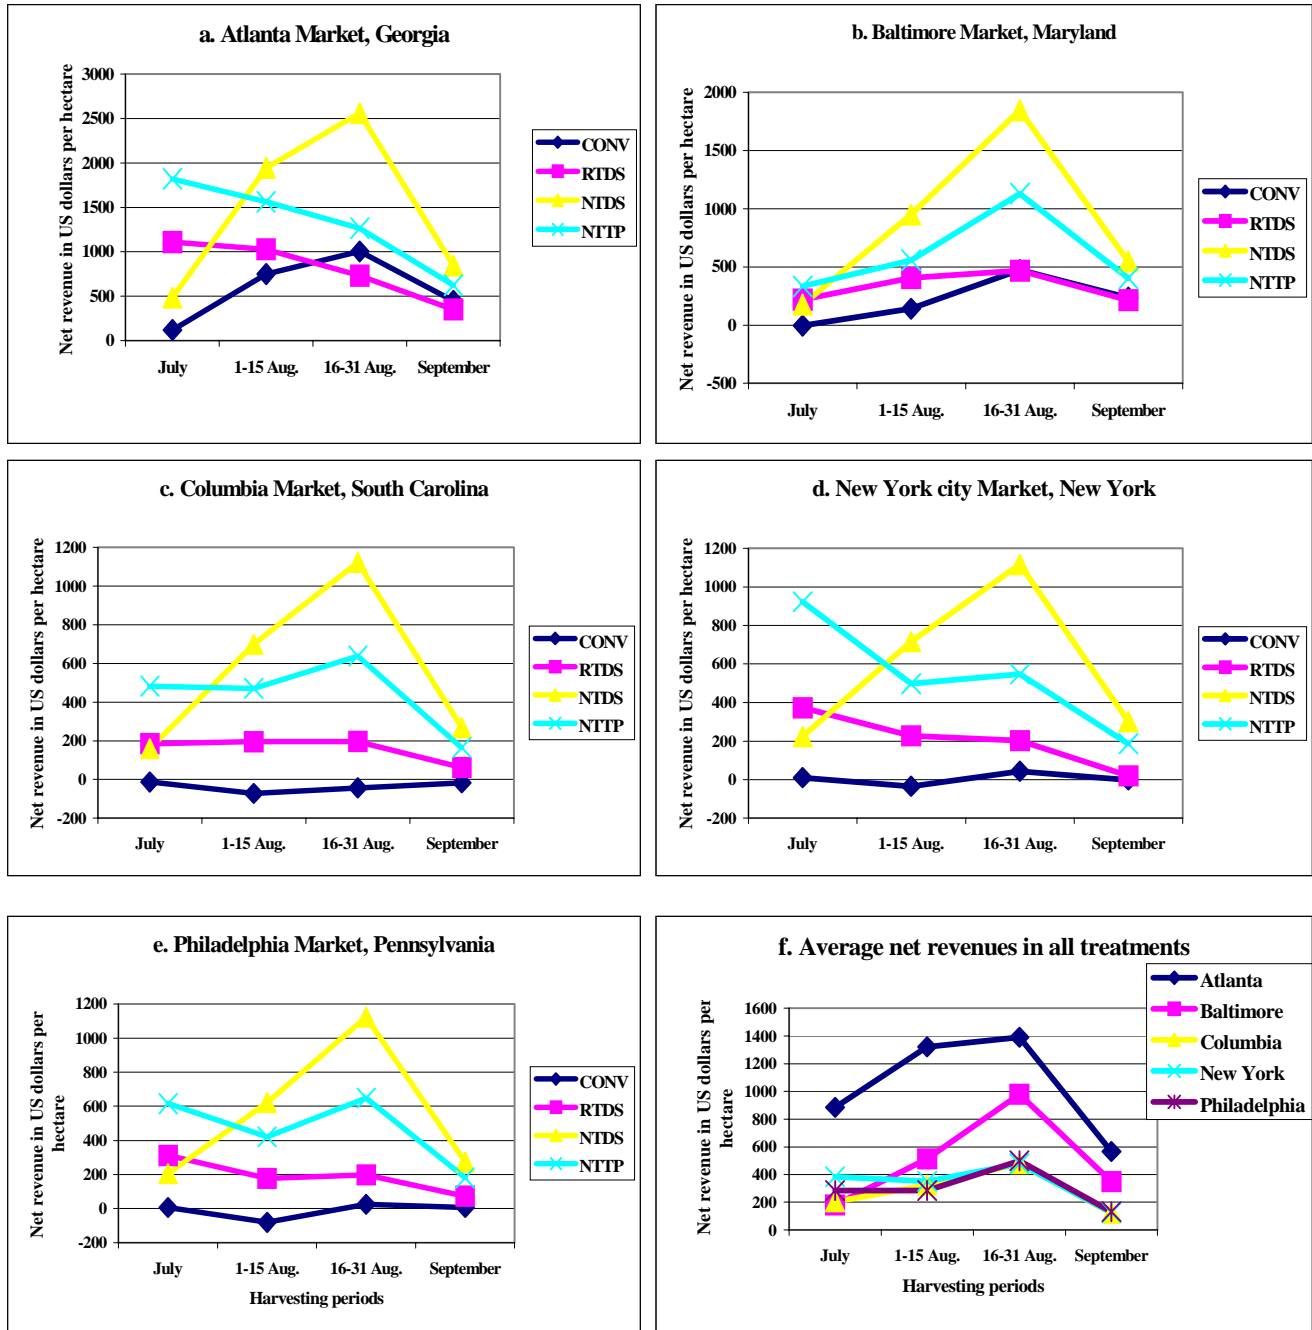 a. Atlanta Market, Georgia
Net revenue in US dollars per hectare
3000
2500
2000
1500
1000
500
0
July
1-15 Aug.
16-31 Aug.
September
CONV
RTDS
NTDS
NTTP
b. Baltimore Market, Maryland
Net revenue in US dollars per hectare
2000
1500
1000
500
0
-500
July
1-15 Aug.
16-31 Aug.
September
CONV
RTDS
NTDS
NTTP
c. Columbia Market, South Carolina
Net revenue in US dollars per hectare
1200
1000
800
600
400
200
0
-200
July
1-15 Aug.
16-31 Aug.
September
CONV
RTDS
NTDS
NTTP
d. New York city Market, New York
Net revenue in US dollars per hectare
1200
1000
800
600
400
200
0
-200
July
1-15 Aug.
16-31 Aug.
September
CONV
RTDS
NTDS
NTTP
e. Philadelphia Market, Pennsylvania
Net revenue in US dollars per
hectare
1200
1000
800
600
400
200
0
-200
July
1-15 Aug.
16-31 Aug.
September
Harvesting periods
CONV
RTDS
NTDS
NTTP
f. Average net revenues in all treatments
Net revenue in US dollars per
hectare
1600
1400
1200
1000
800
600
400
200
0
July
1-15 Aug.
16-31 Aug.
September
Harvesting periods
Atlanta
Baltimore
Columbia
New York
Philadelphia